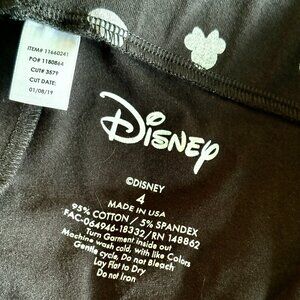 ITEM# 11660241
PO# 1180864
CUT# 3579
CUT DATE:
01/08/19
Disney
©DISNEY
4
MADE IN USA
95% COTTON / 5% SPANDEX
FAC-064946-18332/RN 148862
Turn Garment inside out
Machine wash cold, with like Colors
Gentle cycle, Do not Bleach
Lay Flat to Dry
Do not Iron